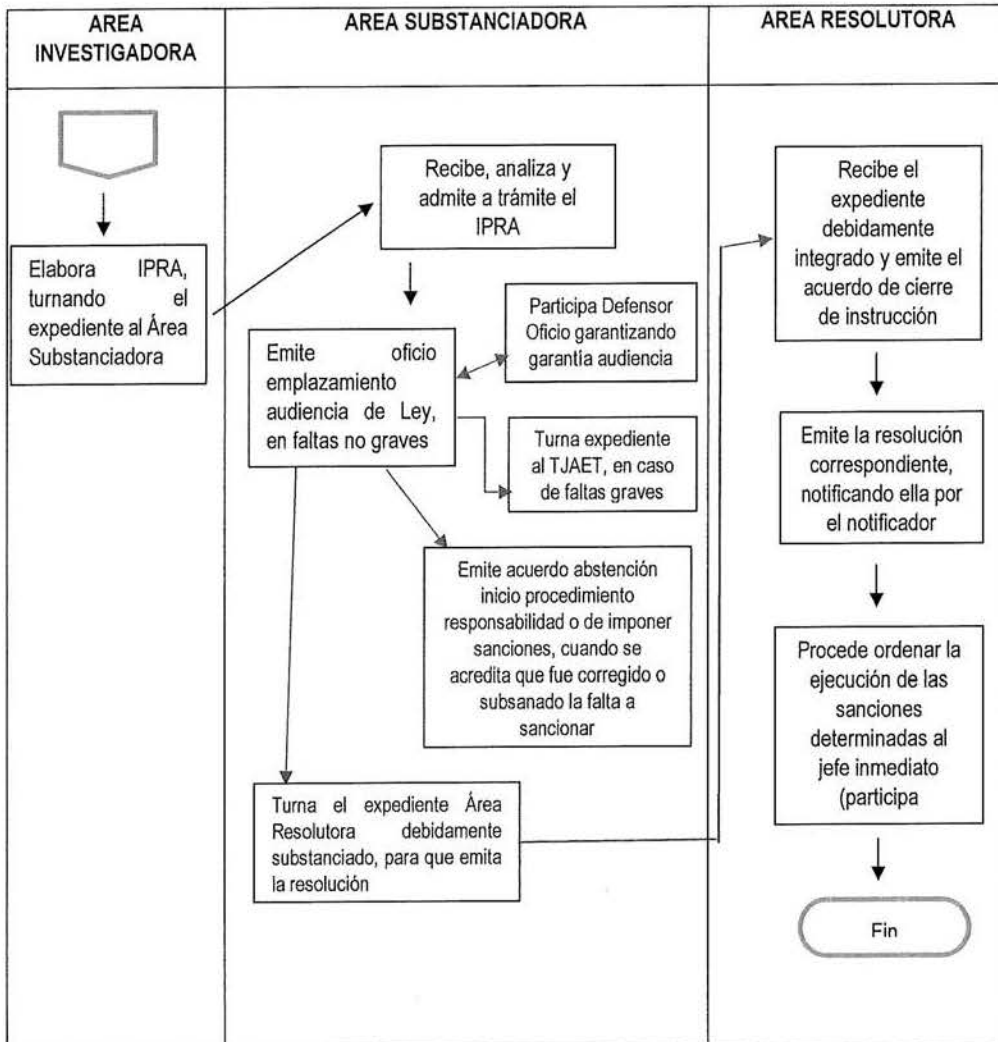 AREA
INVESTIGADORA
AREA SUBSTANCIADORA
AREA RESOLUTORA
Elabora IPRA,
turnando el
expediente al Área
Substanciadora
Recibe, analiza y
admite a trámite el
IPRA
Emite oficio
emplazamiento
audiencia de Ley,
en faltas no graves
Participa Defensor
Oficio garantizando
garantía audiencia
Turna expediente
al TJAET, en caso
de faltas graves
Emite acuerdo abstención
inicio procedimiento
responsabilidad o de imponer
sanciones, cuando se
acredita que fue corregido o
subsanado la falta a
sancionar
Turna el expediente Área
Resolutora debidamente
substanciado, para que emita
la resolución
Recibe el
expediente
debidamente
integrado y emite el
acuerdo de cierre
de instrucción
Emite la resolución
correspondiente,
notificando ella por
el notificador
Procede ordenar la
ejecución de las
sanciones
determinadas al
jefe inmediato
(participa
Fin